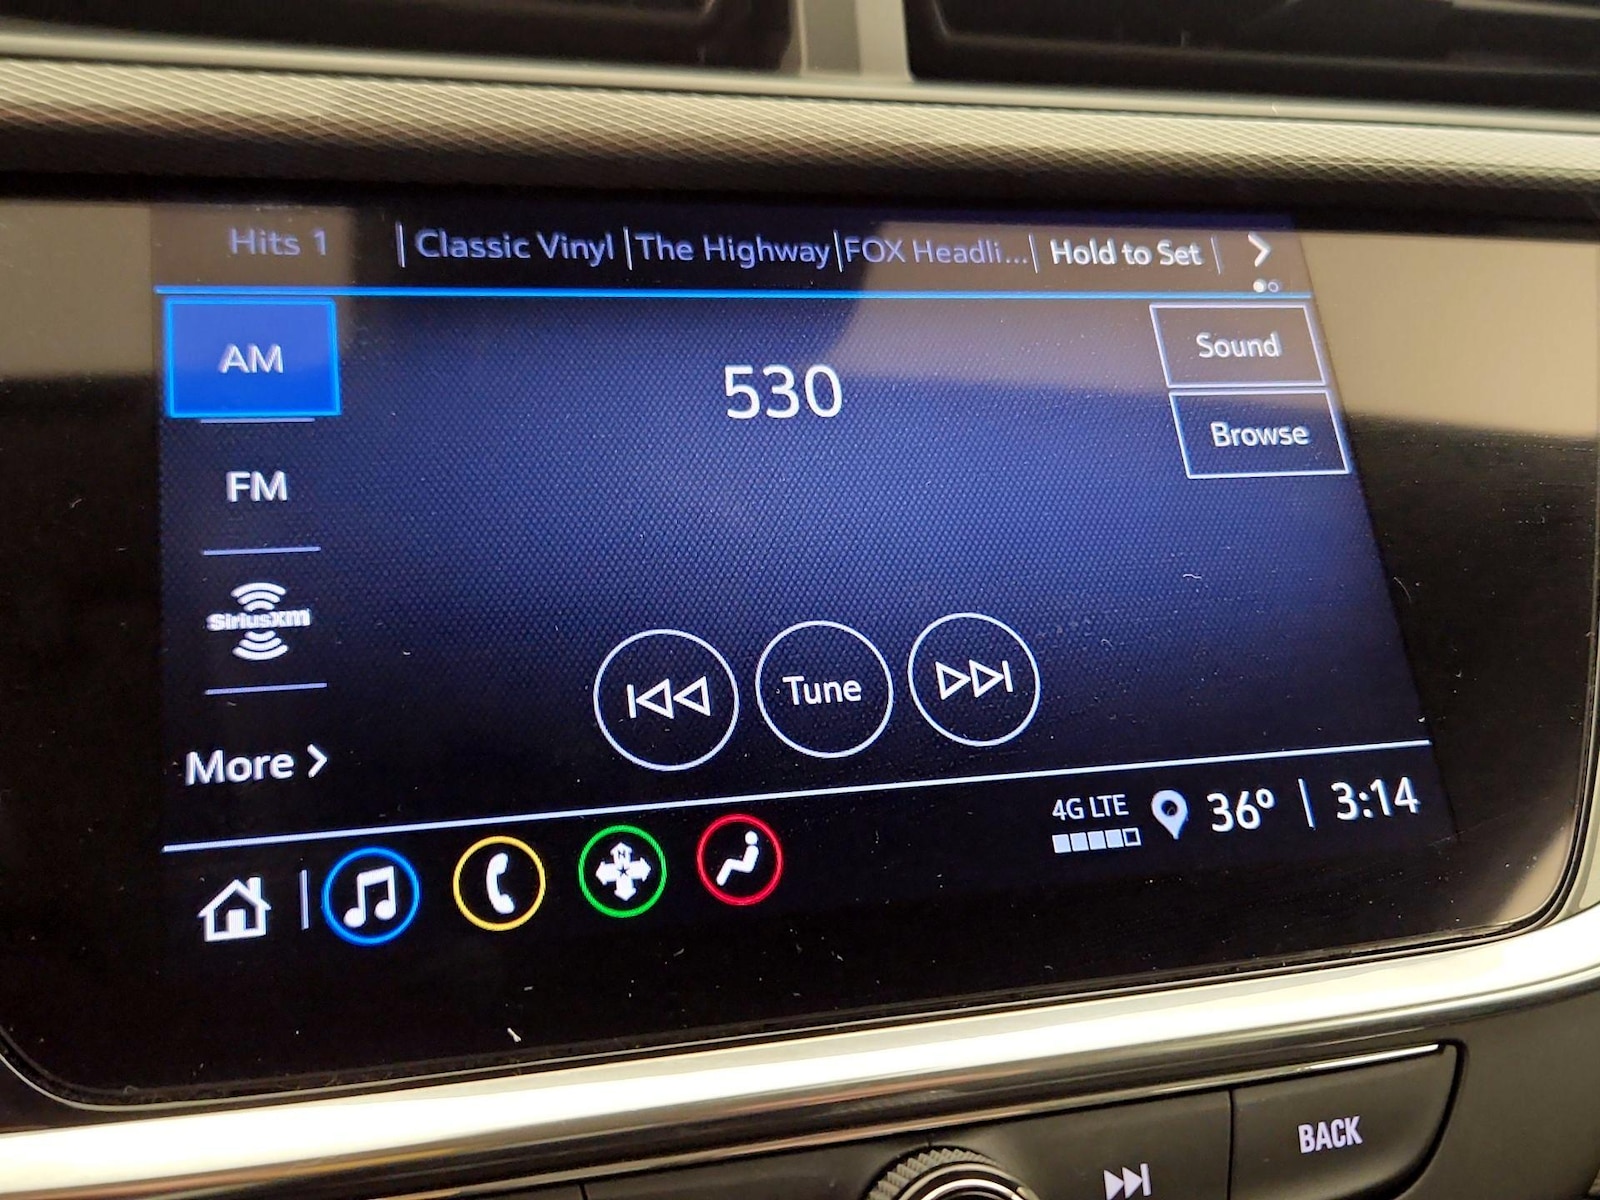 Hits 1 | Classic Vinyl | The Highway | FOX Headli... | Hold to Set |
AM
530
Sound
Browse
FM
SiriusXM
Tune
More
4G LTE
36° | 3:14
N
BACK